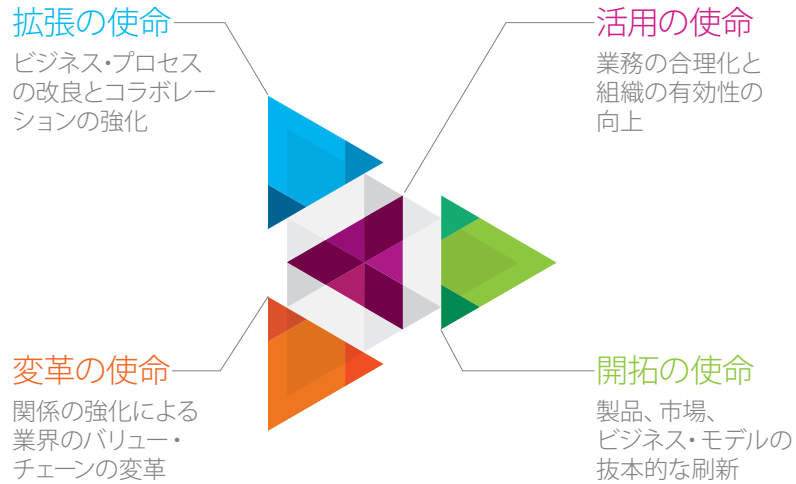 拡張の使命
ビジネス・プロセス
の改良とコラボレー
ションの強化
活用の使命
業務の合理化と
組織の有効性の
向上
変革の使命
関係の強化による
業界のバリュー・
チェーンの変革
開拓の使命
製品、市場、
ビジネス・モデルの
抜本的な刷新